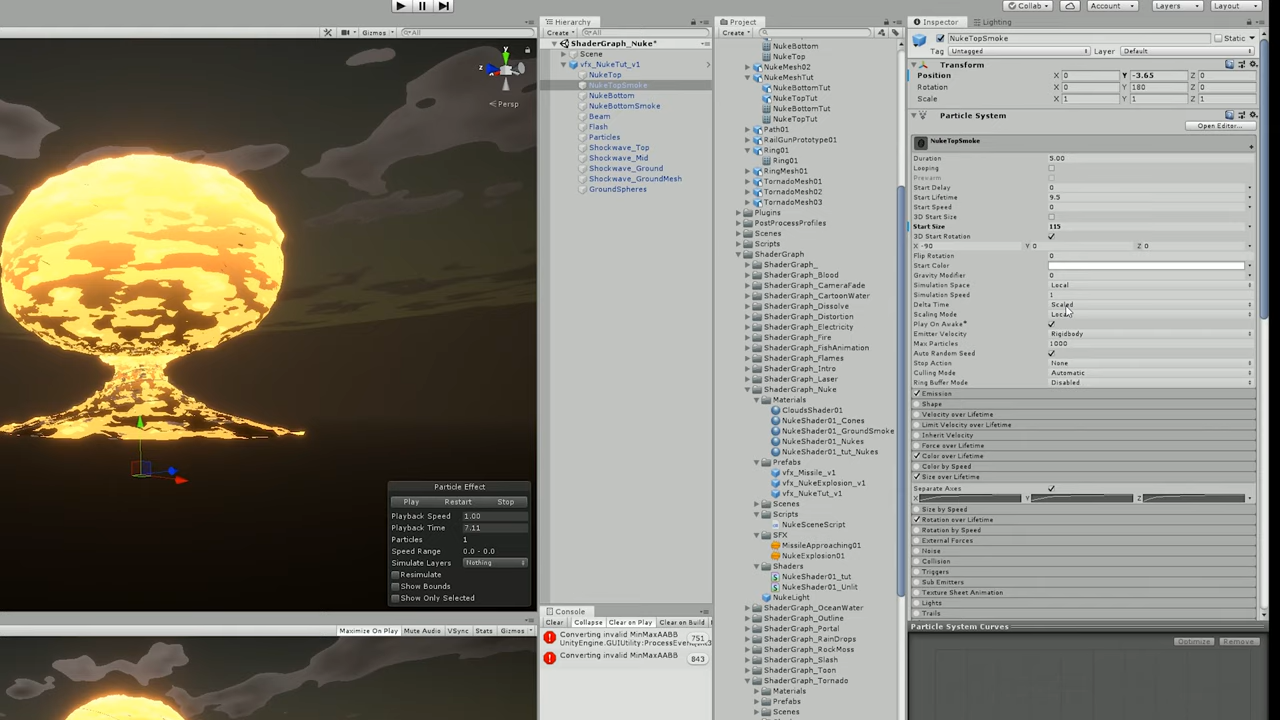 Collab
Account
Layers
Layout
Gizmos
All
y
z
Persp
Particle Effect
Play Restart Stop
Playback Speed 1.00
Playback Time 7.11
Particles 1
Speed Range 0.0 - 0.0
Simulate Layers Nothing
Resimulate
Show Bounds
Show Only Selected
Maximize On Play Mute Audio VSync Stats Gizmos
Hierarchy
Create All
ShaderGraph_Nuke*
Scene
vfx_NukeTut_v1
NukeTop
NukeTopSmoke
NukeBottom
NukeBottomSmoke
Beam
Flash
Particles
Shockwave_Top
Shockwave_Mid
Shockwave_Ground
Shockwave_GroundMesh
GroundSpheres
Console
Clear Collapse Clear on Play Clear on Build
Converting invalid MinMaxAABB 751
Converting invalid MinMaxAABB 843
Project
Create
NukeBottom
NukeTop
NukeMesh02
NukeMeshTut
BottomTut
NukeTopTut
NukeBottomTut
NukeTopTut
Path01
RailGunPrototype01
Ring01
Ring01
RingMesh01
TornadoMesh01
TornadoMesh02
TornadoMesh03
Plugins
PostProcessProfiles
Scenes
Scripts
ShaderGraph
ShaderGraph_
ShaderGraph_Blood
ShaderGraph_CameraFade
ShaderGraph_CartoonWater
ShaderGraph_Dissolve
ShaderGraph_Distortion
ShaderGraph_Electricity
ShaderGraph_Fire
ShaderGraph_FishAnimation
ShaderGraph_Flames
ShaderGraph_Intro
ShaderGraph_Laser
ShaderGraph_Nuke
Materials
CloudsShader01
NukeShader01_Cones
NukeShader01_GroundSmoke
NukeShader01_Nukes
NukeShader01_tut_Nukes
Prefabs
vfx_Missile_v1
vfx_NukeExplosion_v1
vfx_NukeTut_v1
Scenes
Scripts
NukeSceneScript
SFX
MissileApproaching01
NukeExplosion01
Shaders
NukeShader01_tut
NukeShader01_Unlit
NukeLight
ShaderGraph_OceanWater
ShaderGraph_Outline
ShaderGraph_Portal
ShaderGraph_RainDrops
ShaderGraph_RockMoss
ShaderGraph_Slash
ShaderGraph_Toon
ShaderGraph_Tornado
Materials
Prefabs
Scenes
Inspector Lighting
NukeTopSmoke Static
Tag Untagged Layer Default
Transform
Position X 0 Y -3.65 Z 0
Rotation X 0 Y 180 Z 0
Scale X 1 Y 1 Z 1
Particle System
Open Editor...
NukeTopSmoke
Duration 5.00
Looping
Prewarm
Start Delay 0
Start Lifetime 9.5
Start Speed 0
3D Start Size
Start Size 115
3D Start Rotation
X -90 Y 0 Z 0
Flip Rotation 0
Start Color
Gravity Modifier 0
Simulation Space Local
Simulation Speed 1
Delta Time Scaled
Scaling Mode Local
Play On Awake*
Emitter Velocity Rigidbody
Max Particles 1000
Auto Random Seed
Stop Action None
Culling Mode Automatic
Ring Buffer Mode Disabled
Emission
Shape
Velocity over Lifetime
Limit Velocity over Lifetime
Inherit Velocity
Force over Lifetime
Color over Lifetime
Color by Speed
Size over Lifetime
Separate Axes
X Y Z
Size by Speed
Rotation over Lifetime
Rotation by Speed
External Forces
Noise
Collision
Triggers
Sub Emitters
Texture Sheet Animation
Lights
Trails
Particle System Curves
Optimize Remove